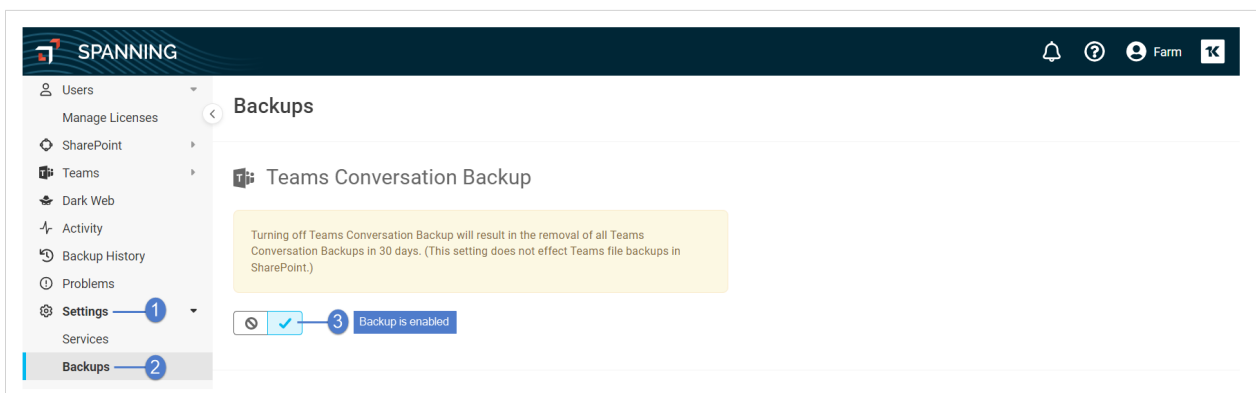 SPANNING
Farm
Users
Manage Licenses
SharePoint
Teams
Dark Web
Activity
Backup History
Problems
Settings 1
Services
Backups 2
Backups
Teams Conversation Backup
Turning off Teams Conversation Backup will result in the removal of all Teams
Conversation Backups in 30 days. (This setting does not effect Teams file backups in
SharePoint.)
3 Backup is enabled